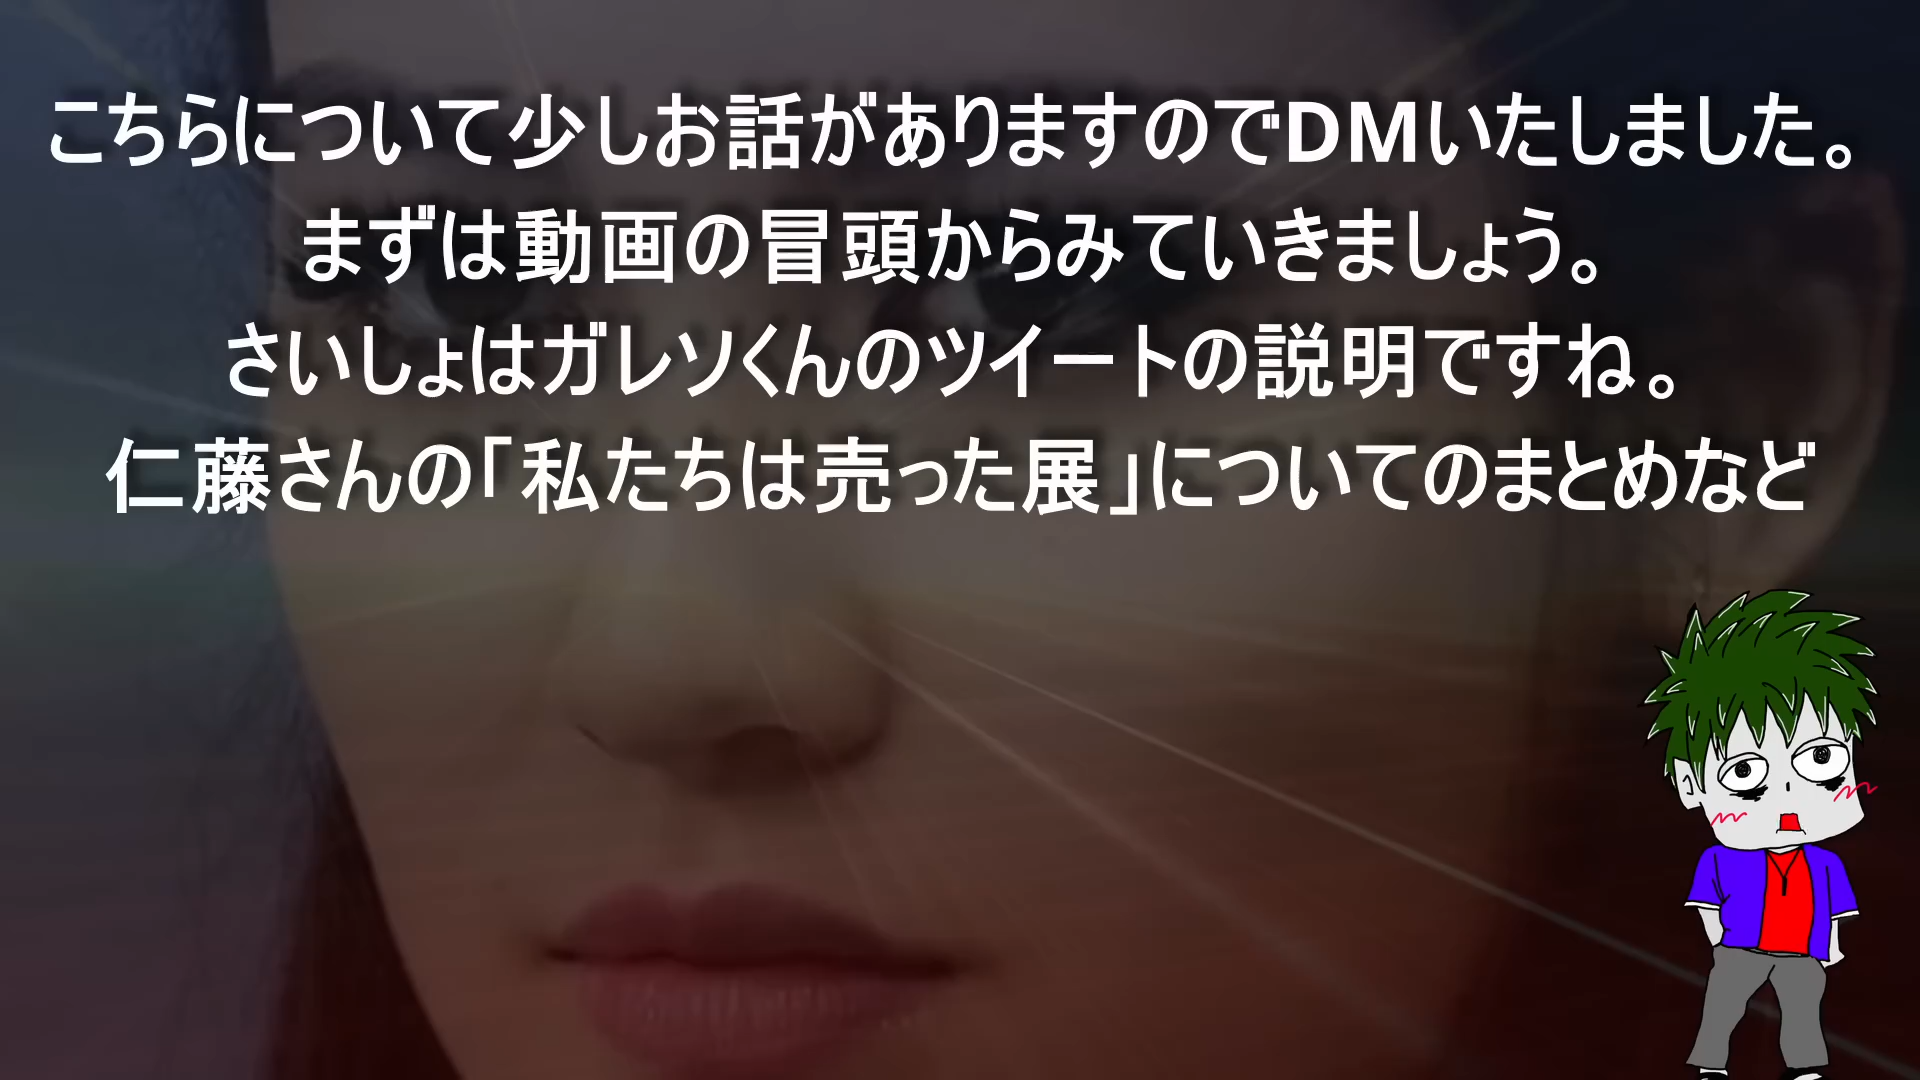 こちらについて少しお話がありますのでDMいたしました。
まずは動画の冒頭からみていきましょう。
さいしょはガレソくんのツイートの説明ですね。
仁藤さんの「私たちは売った展」についてのまとめなど